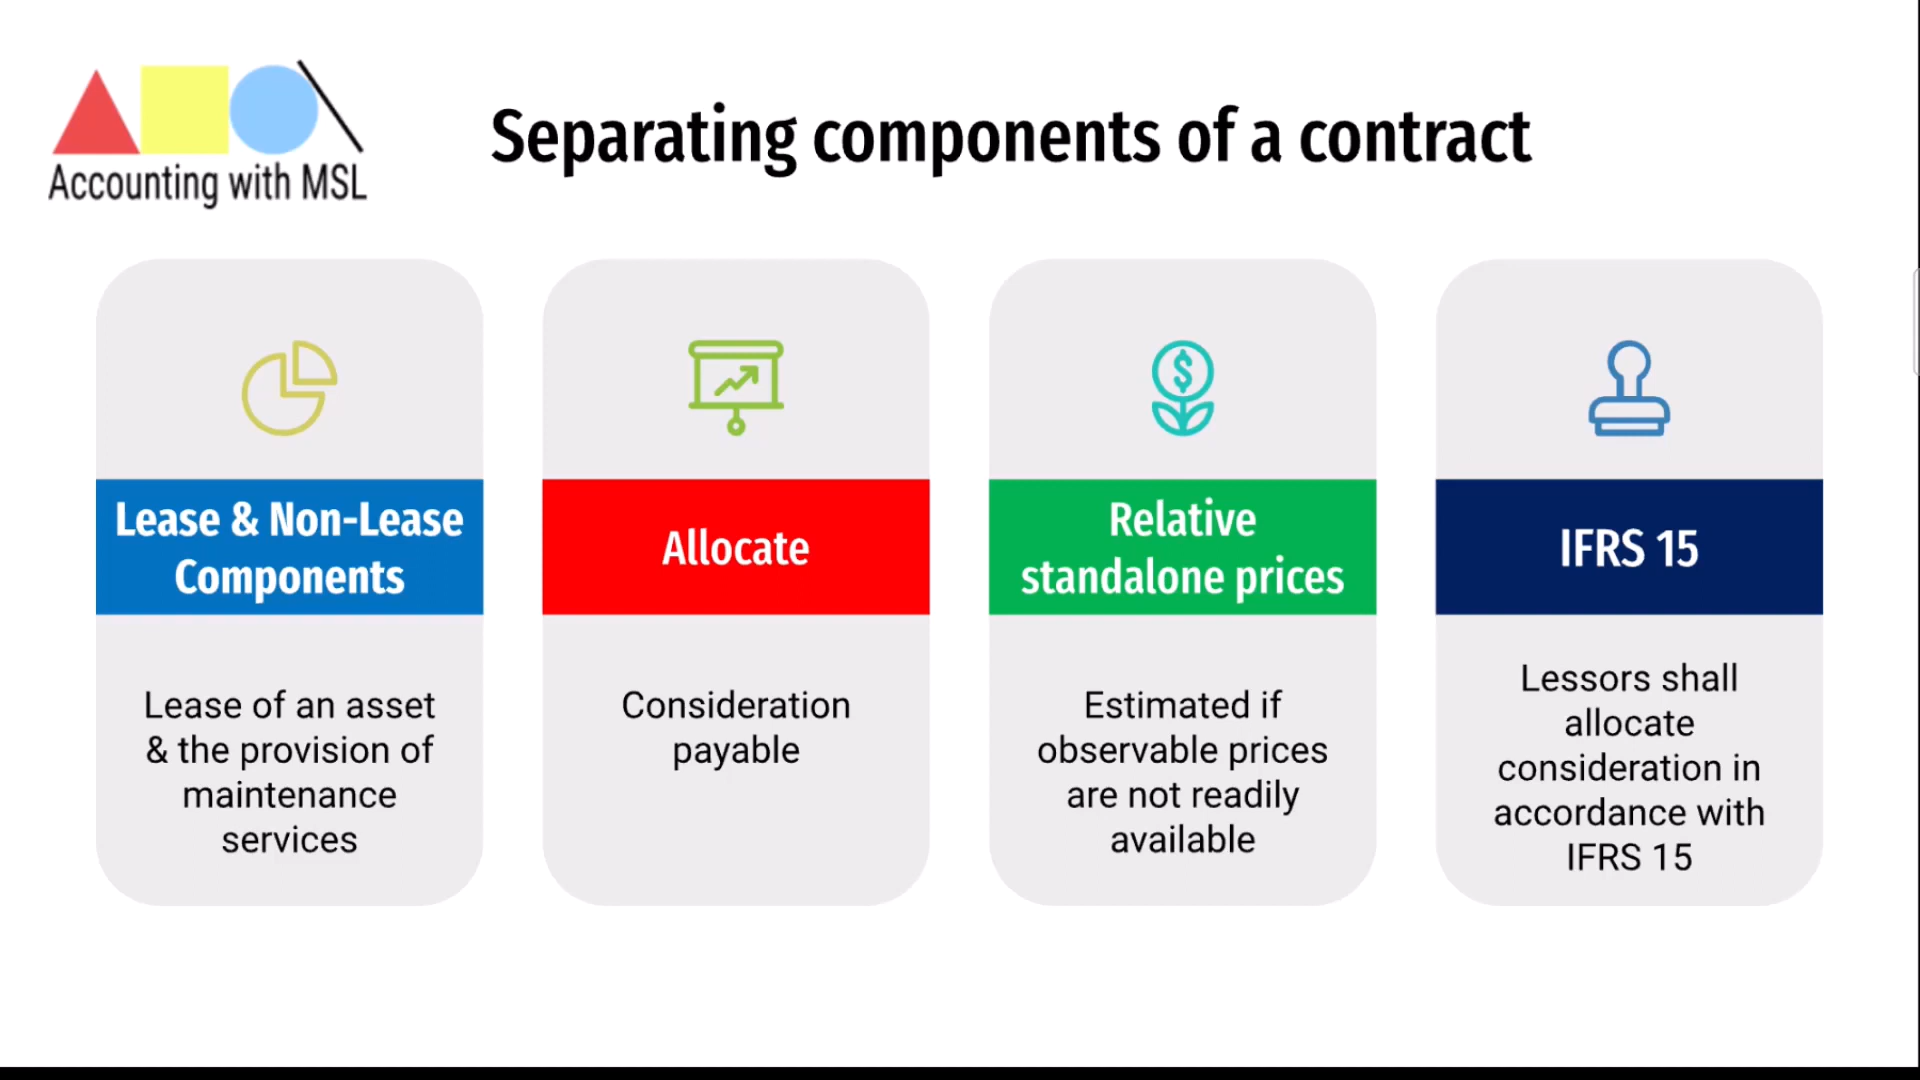 Accounting with MSL
Separating components of a contract
Lease & Non-Lease
Components
Lease of an asset
& the provision of
maintenance
services
Allocate
Consideration
payable
Relative
standalone prices
Estimated if
observable prices
are not readily
available
IFRS 15
Lessors shall
allocate
consideration in
accordance with
IFRS 15